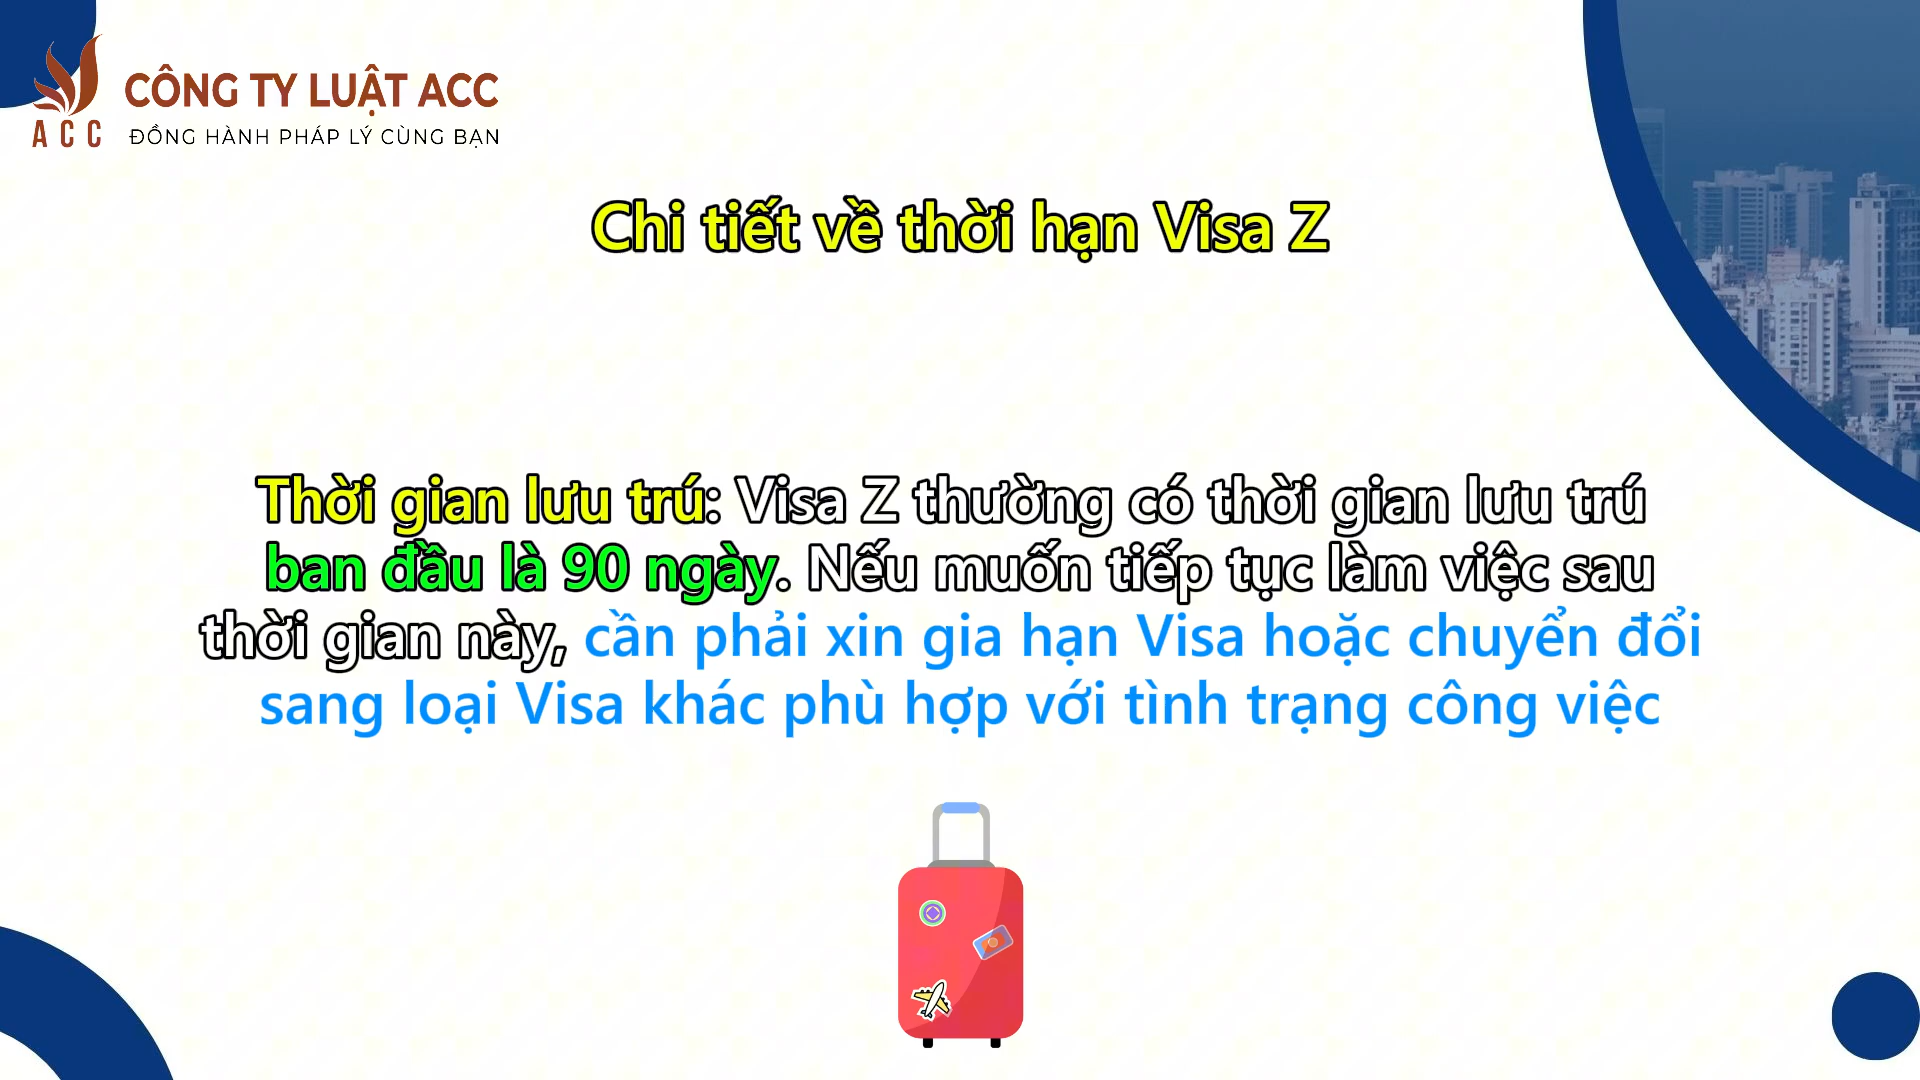 CÔNG TY LUẬT ACC
ACC
ĐỒNG HÀNH PHÁP LÝ CÙNG BẠN
Chi tiết về thời hạn Visa Z
Thời gian lưu trú: Visa Z thường có thời gian lưu trú
ban đầu là 90 ngày. Nếu muốn tiếp tục làm việc sau
thời gian này, cần phải xin gia hạn Visa hoặc chuyển đổi
sang loại Visa khác phù hợp với tình trạng công việc